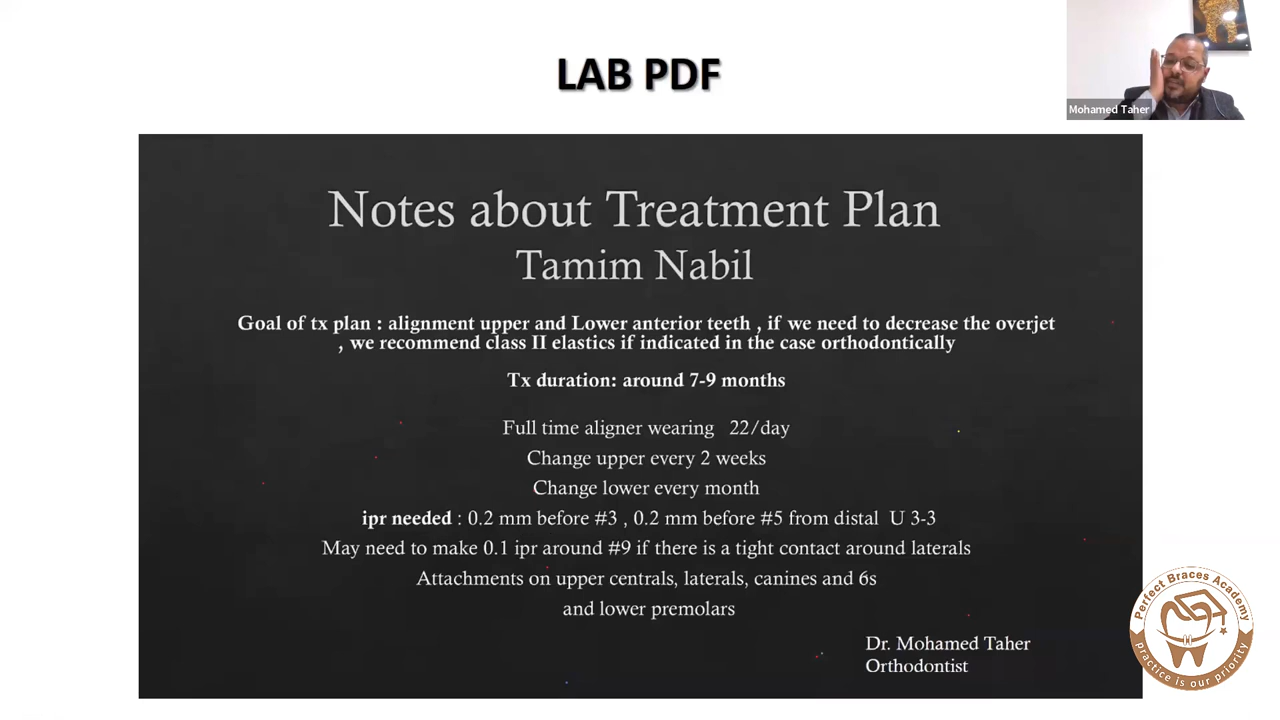 LAB PDF
Mohamed Taher
Notes about Treatment Plan
Tamim Nabil
Goal of tx plan : alignment upper and Lower anterior teeth , if we need to decrease the overjet
, we recommend class II elastics if indicated in the case orthodontically
Tx duration: around 7-9 months
Full time aligner wearing 22/day
Change upper every 2 weeks
Change lower every month
ipr needed : 0.2 mm before #3 , 0.2 mm before #5 from distal U 3-3
May need to make 0.1 ipr around #9 if there is a tight contact around laterals
Attachments on upper centrals, laterals, canines and 6s
and lower premolars
Dr. Mohamed Taher
Orthodontist
Perfect Braces Academy
practice is our priority